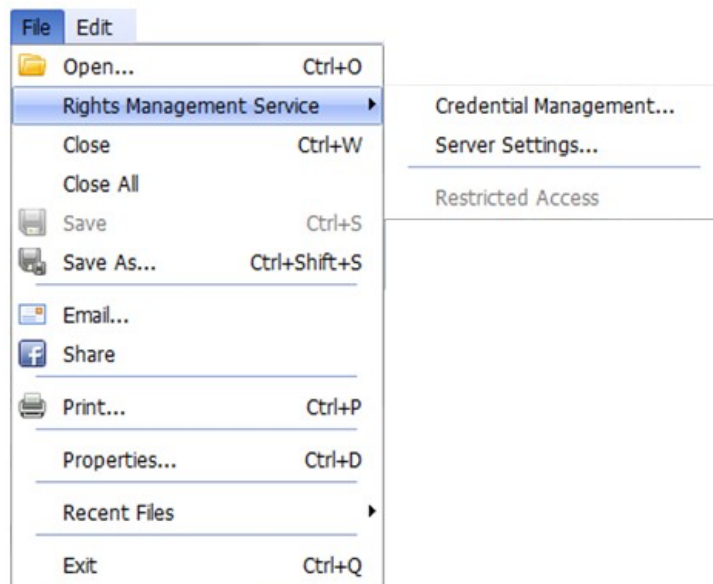 File Edit
Open... Ctrl+O
Rights Management Service Credential Management...
Close Ctrl+W Server Settings...
Close All Restricted Access
Save Ctrl+S
Save As... Ctrl+Shift+S
Email...
Share
Print... Ctrl+P
Properties... Ctrl+D
Recent Files
Exit Ctrl+Q